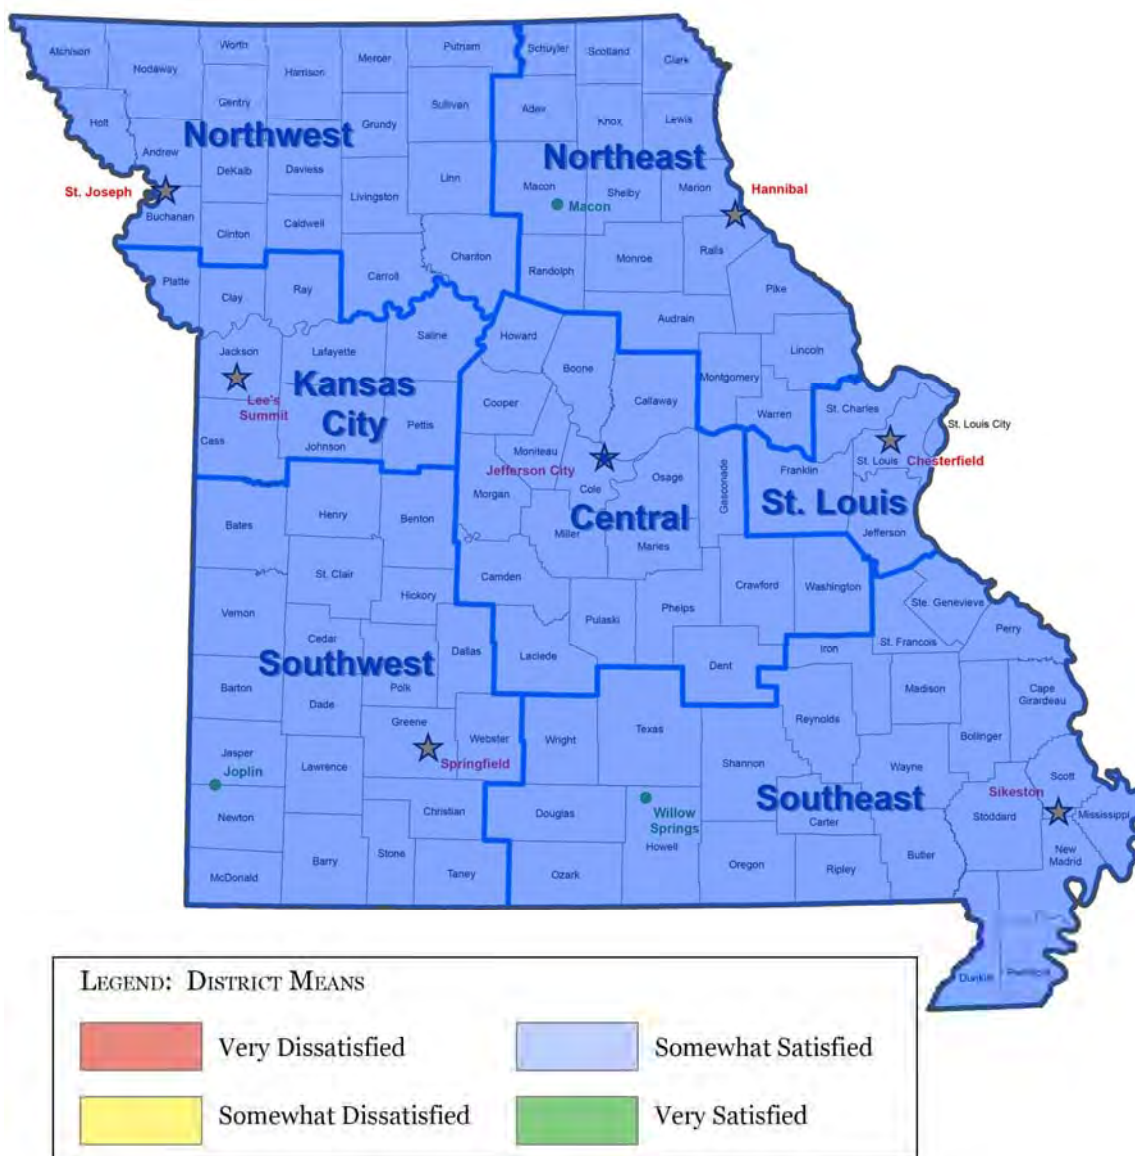 Atchison
Nodaway
Worth
Harrison
Mercer
Putnam
Schuyler
Scotland
Clark
Holt
Gentry
Sullivan
Adair
Knox
Lewis
Andrew
Northwest
Grundy
Northeast
DeKalb
Daviess
Linn
Macon
Shelby
Marion
Hannibal
St. Joseph
Livingston
Macon
Buchanan
Clinton
Caldwell
Chariton
Ralls
Monroe
Carroll
Randolph
Platte
Clay
Ray
Pike
Audrain
Saline
Howard
Jackson
Lafayette
Boone
Lincoln
Kansas
City
Montgomery
Lee's
Summit
Cooper
Callaway
St. Charles
Warren
Pettis
St. Louis City
Cass
Johnson
Moniteau
Jefferson City
St. Louis
Chesterfield
Franklin
Osage
Gasconade
Morgan
Cole
St. Louis
Central
Bates
Henry
Benton
Miller
Maries
Jefferson
St. Clair
Camden
Crawford
Washington
Hickory
Vernon
Pulaski
Phelps
Ste. Genevieve
Perry
Cedar
St. Francois
Iron
Dallas
Southwest
Laclede
Dent
Barton
Polk
Madison
Cape
Girardeau
Dade
Greene
Reynolds
Texas
Webster
Wright
Bollinger
Jasper
Springfield
Shannon
Lawrence
Wayne
Scott
Joplin
Southeast
Sikeston
Newton
Christian
Douglas
Willow
Springs
Carter
Stoddard
Mississippi
Howell
New
Madrid
Stone
Barry
Butler
McDonald
Taney
Ozark
Oregon
Ripley
Dunklin
Pemiscot
LEGEND: DISTRICT MEANS
Very Dissatisfied
Somewhat Satisfied
Somewhat Dissatisfied
Very Satisfied